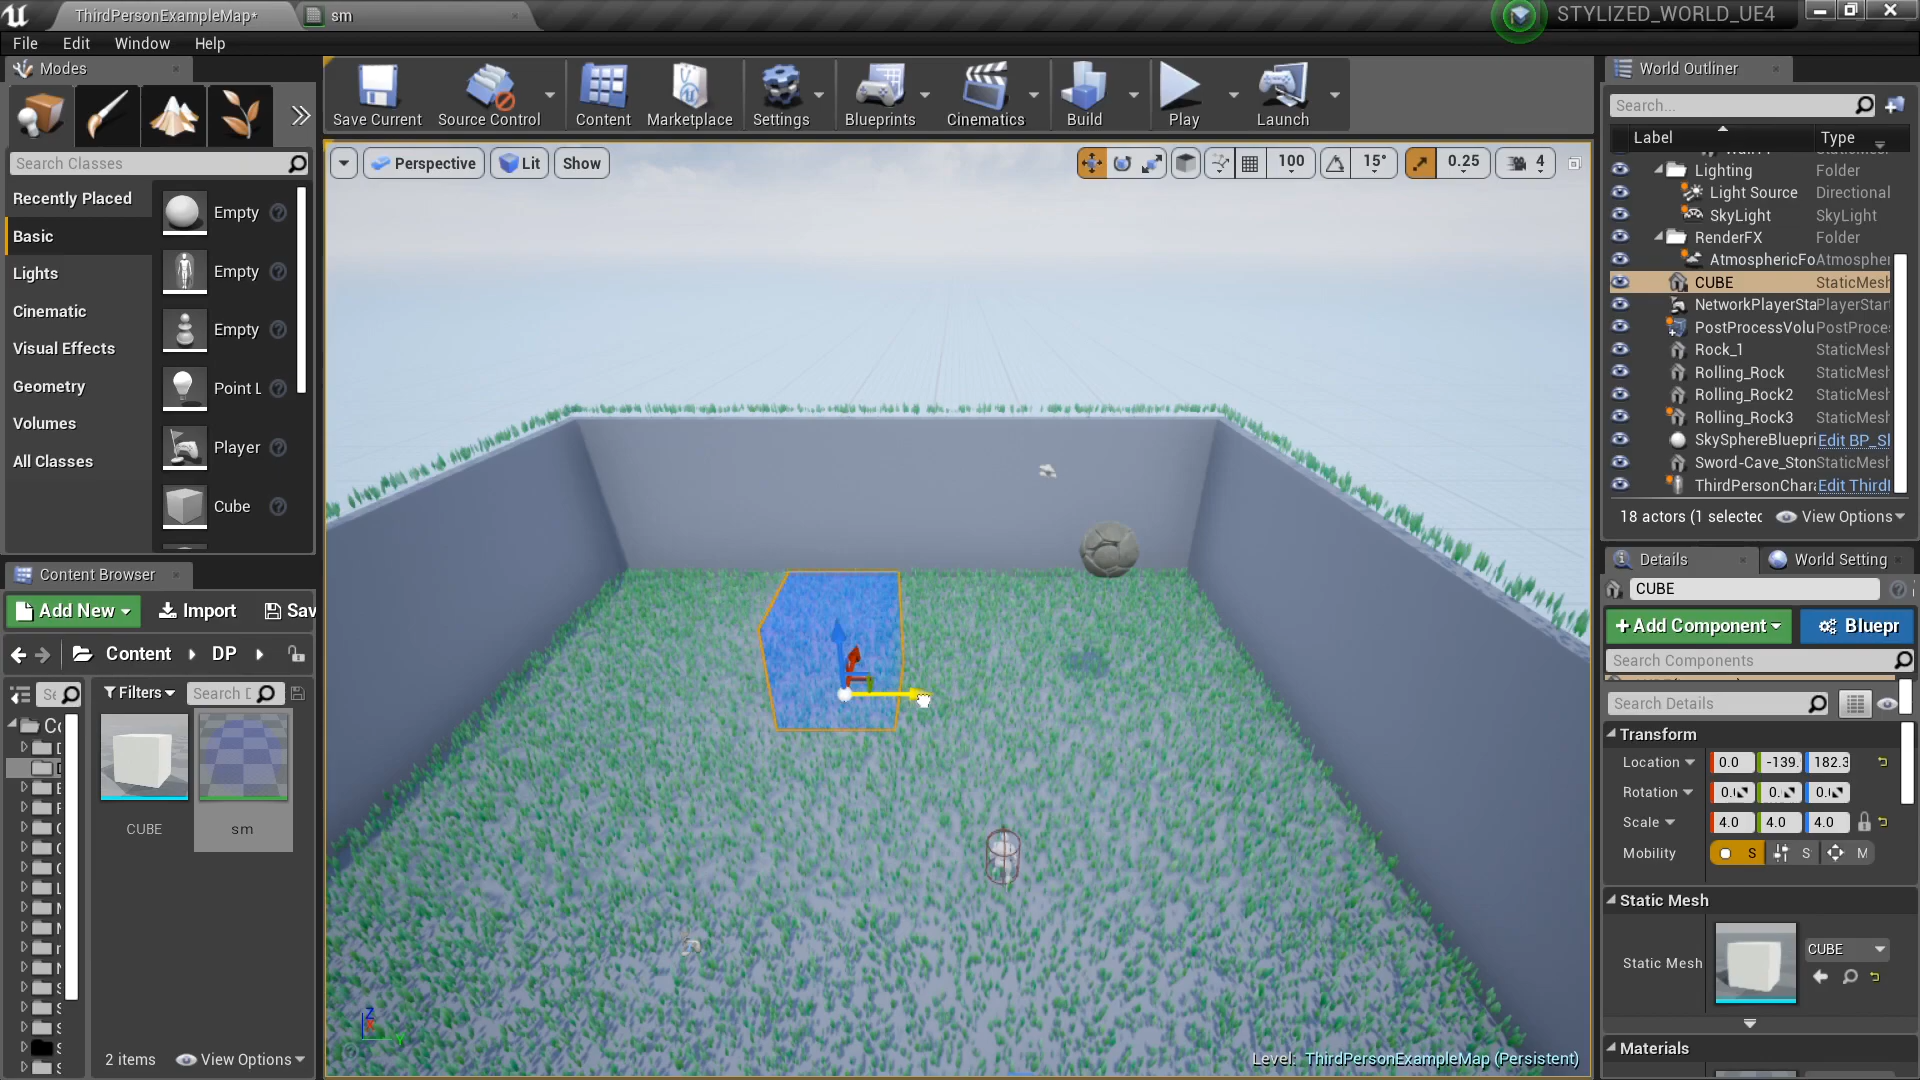 ThirdPersonExampleMap*
sm
STYLIZED_WORLD_UE4
File Edit Window Help
Modes
Search Classes
Recently Placed
Basic
Lights
Cinematic
Visual Effects
Geometry
Volumes
All Classes
Empty
Empty
Empty
Point L
Player
Cube
Save Current
Source Control
Content
Marketplace
Settings
Blueprints
Cinematics
Build
Play
Launch
Perspective
Lit
Show
100
15°
0.25
4
Level: ThirdPersonExampleMap (Persistent)
Z
Y
Content Browser
Add New
Import
Sav
Content
DP
Filters
CUBE
sm
2 items
View Options
World Outliner
Search...
Label Type
Lighting Folder
Light Source Directional
SkyLight SkyLight
RenderFX Folder
AtmosphericFo Atmospher
CUBE StaticMesh
NetworkPlayerSta PlayerStart
PostProcessVolu PostProces
Rock_1 StaticMesh
Rolling_Rock StaticMesh
Rolling_Rock2 StaticMesh
Rolling_Rock3 StaticMesh
SkySphereBluepri Edit BP_Sl
Sword-Cave_Ston StaticMesh
ThirdPersonChar Edit ThirdI
18 actors (1 selected
View Options
Details
World Setting
CUBE
+Add Component
Bluepr
Search Components
Search Details
Transform
Location 0.0 -139. 182.3
Rotation 0. 0. 0.
Scale 4.0 4.0 4.0
Mobility S S M
Static Mesh
Static Mesh
CUBE
Materials